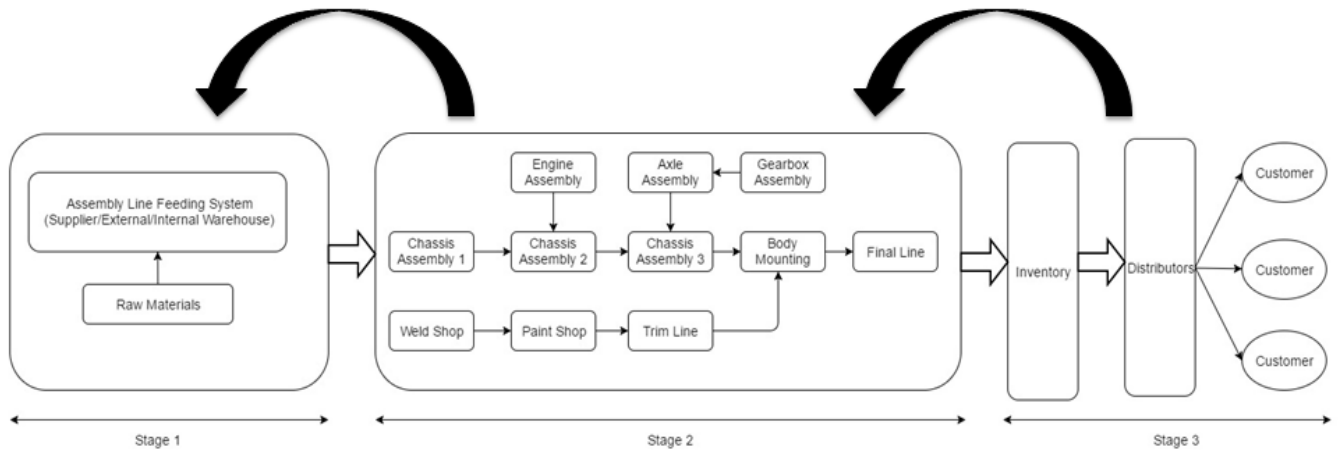 Assembly Line Feeding System
(Supplier/External/Internal Warehouse)
Raw Materials
Engine
Assembly
Axle
Assembly
Gearbox
Assembly
Chassis
Assembly 1
Chassis
Assembly 2
Chassis
Assembly 3
Body
Mounting
Final Line
Weld Shop
Paint Shop
Trim Line
Inventory
Distributors
Customer
Customer
Customer
Stage 1
Stage 2
Stage 3